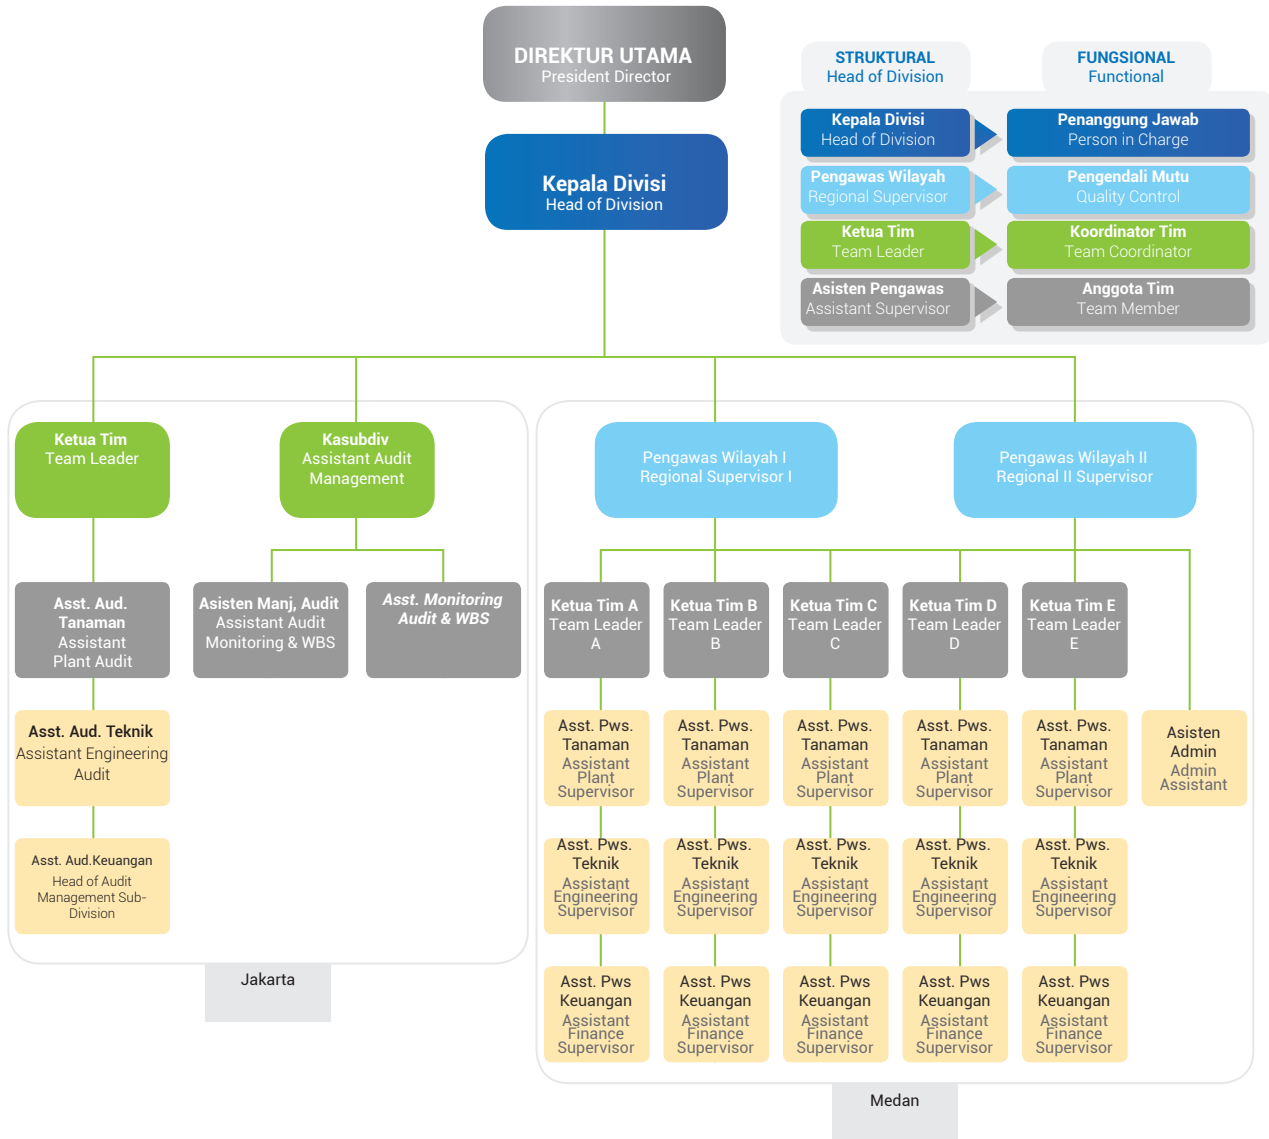 DIREKTUR UTAMA
President Director
Kepala Divisi
Head of Division
STRUKTURAL
Head of Division
FUNGSIONAL
Functional
Kepala Divisi
Head of Division
Penanggung Jawab
Person in Charge
Pengawas Wilayah
Regional Supervisor
Pengendali Mutu
Quality Control
Ketua Tim
Team Leader
Koordinator Tim
Team Coordinator
Asisten Pengawas
Assistant Supervisor
Anggota Tim
Team Member
Ketua Tim
Team Leader
Kasubdiv
Assistant Audit
Management
Pengawas Wilayah I
Regional Supervisor I
Pengawas Wilayah II
Regional II Supervisor
Asst. Aud.
Tanaman
Assistant
Plant Audit
Asisten Manj, Audit
Assistant Audit
Monitoring & WBS
Asst. Monitoring
Audit & WBS
Ketua Tim A
Team Leader
A
Ketua Tim B
Team Leader
B
Ketua Tim C
Team Leader
C
Ketua Tim D
Team Leader
D
Ketua Tim E
Team Leader
E
Asst. Aud. Teknik
Assistant Engineering
Audit
Asst. Pws.
Tanaman
Assistant
Plant
Supervisor
Asst. Pws.
Tanaman
Assistant
Plant
Supervisor
Asst. Pws.
Tanaman
Assistant
Plant
Supervisor
Asst. Pws.
Tanaman
Assistant
Plant
Supervisor
Asst. Pws.
Tanaman
Assistant
Plant
Supervisor
Asisten
Admin
Admin
Assistant
Asst. Aud.Keuangan
Head of Audit
Management Sub-
Division
Asst. Pws.
Teknik
Assistant
Engineering
Supervisor
Asst. Pws.
Teknik
Assistant
Engineering
Supervisor
Asst. Pws.
Teknik
Assistant
Engineering
Supervisor
Asst. Pws.
Teknik
Assistant
Engineering
Supervisor
Asst. Pws.
Teknik
Assistant
Engineering
Supervisor
Asst. Pws
Keuangan
Assistant
Finance
Supervisor
Asst. Pws
Keuangan
Assistant
Finance
Supervisor
Asst. Pws
Keuangan
Assistant
Finance
Supervisor
Asst. Pws
Keuangan
Assistant
Finance
Supervisor
Asst. Pws
Keuangan
Assistant
Finance
Supervisor
Jakarta
Medan